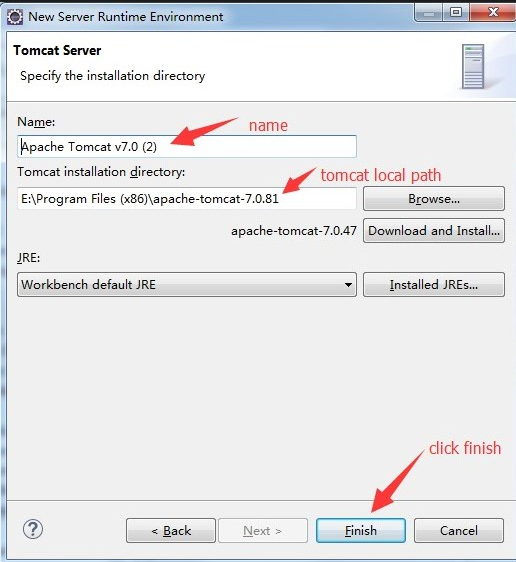 New Server Runtime Environment
Tomcat Server
Specify the installation directory
Name:
name
Apache Tomcat v7.0 (2)
Tomcat installation directory:
tomcat local path
E:\Program Files (x86)\apache-tomcat-7.0.81
Browse...
apache-tomcat-7.0.47
Download and Install...
JRE:
Workbench default JRE
Installed JREs...
click finish
?
< Back
Next >
Finish
Cancel